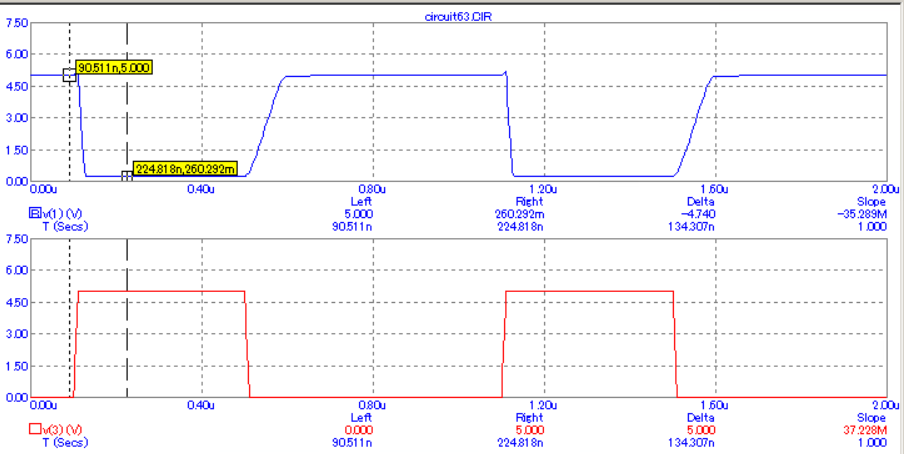 circuit63.CIR
7.50
6.00
90.511n,5.000
4.50
3.00
1.50
224.818n,260.292m
0.00
0.00u 0.40u 0.80u 1.20u 1.60u 2.00u
Left Right Delta Slope
v(1) (V) 5.000 260.292m -4.740 -35.289M
T (Secs) 90.511n 224.818n 134.307n 1.000
7.50
6.00
4.50
3.00
1.50
0.00
0.00u 0.40u 0.80u 1.20u 1.60u 2.00u
Left Right Delta Slope
v(3) (V) 0.000 5.000 5.000 37.228M
T (Secs) 90.511n 224.818n 134.307n 1.000